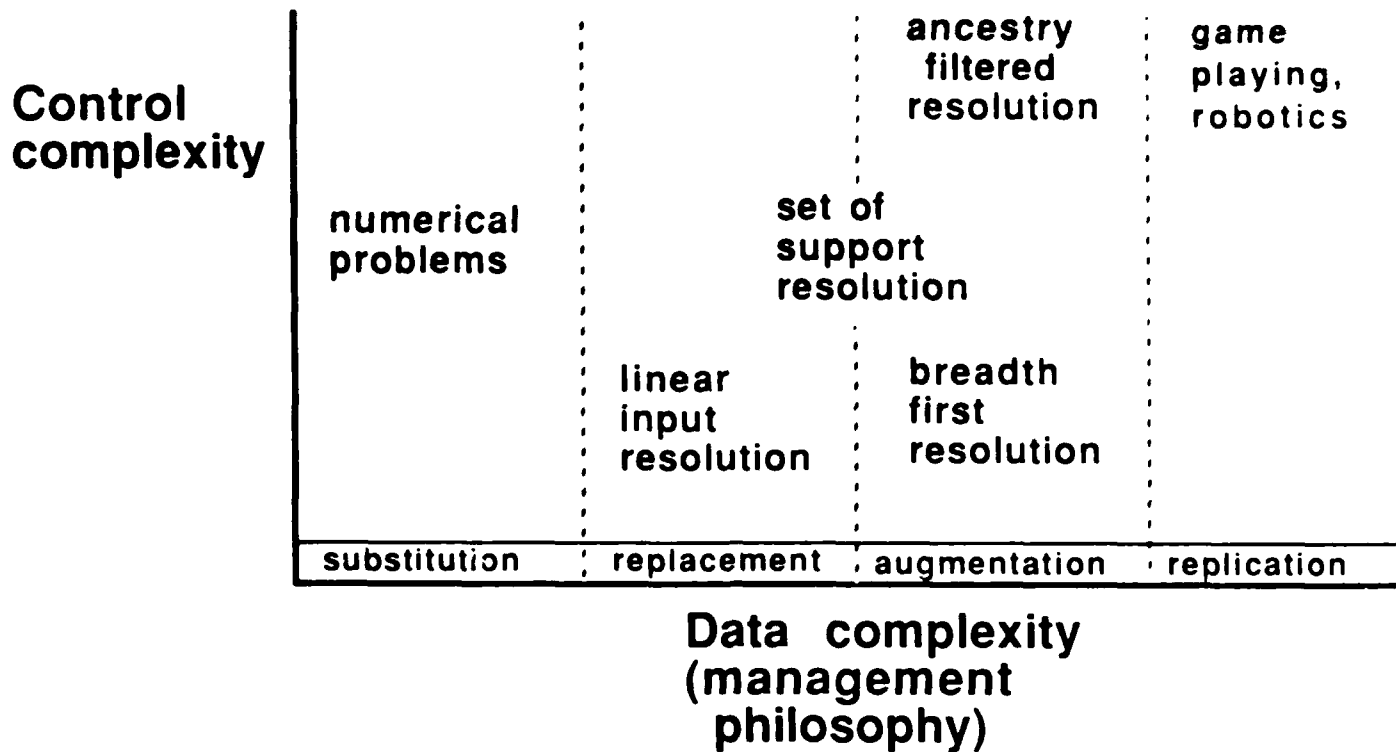 Control
complexity
numerical
problems
linear
input
resolution
set of
support
resolution
ancestry
filtered
resolution
breadth
first
resolution
game
playing,
robotics
substitution
replacement
augmentation
replication
Data complexity
(management
philosophy)